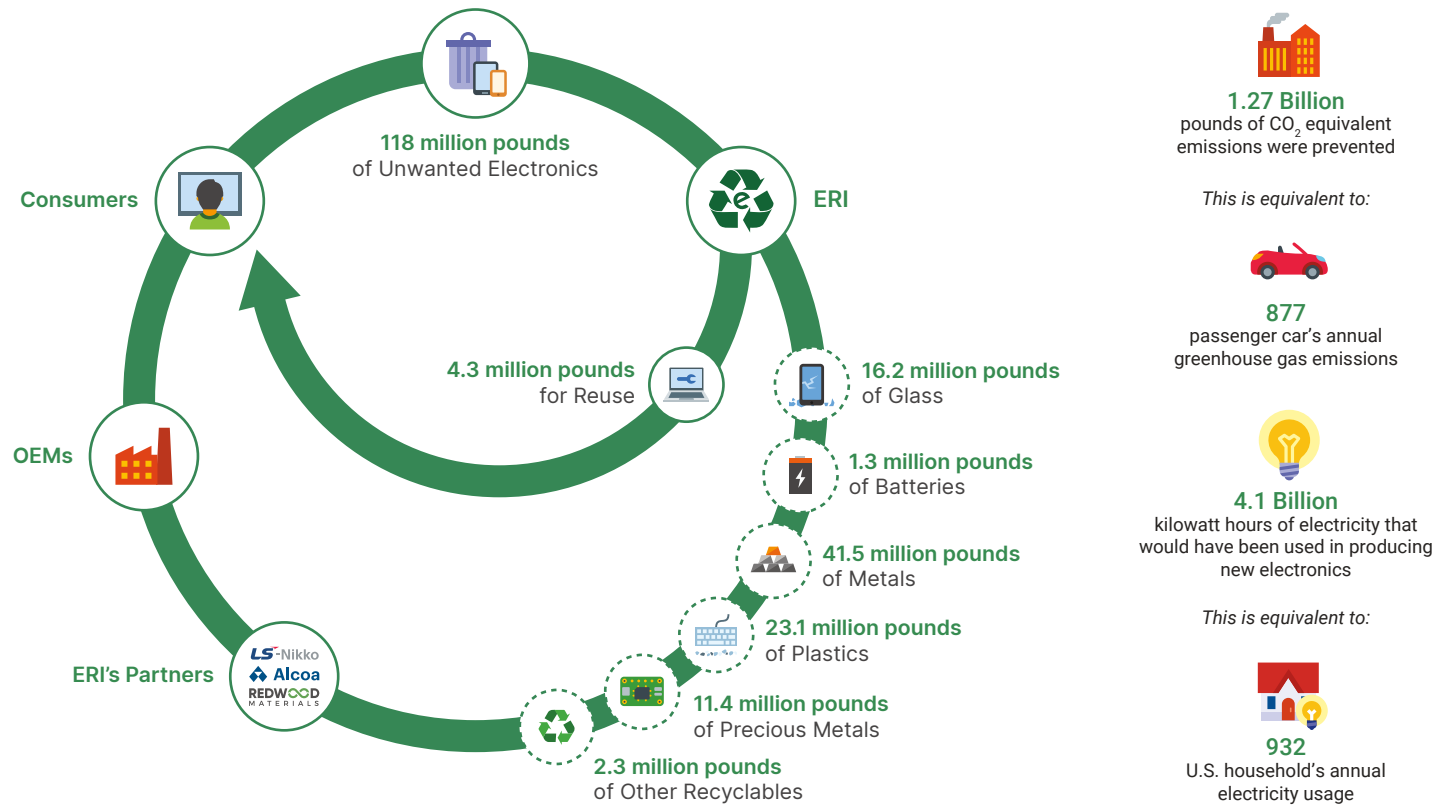 118 million pounds
of Unwanted Electronics
Consumers
e
ERI
4.3 million pounds
for Reuse
16.2 million pounds
of Glass
1.3 million pounds
of Batteries
41.5 million pounds
of Metals
23.1 million pounds
of Plastics
11.4 million pounds
of Precious Metals
2.3 million pounds
of Other Recyclables
OEMs
ERI's Partners
LS-Nikko
Alcoa
REDWOOD
MATERIALS
1.27 Billion
pounds of CO₂ equivalent
emissions were prevented
This is equivalent to:
877
passenger car's annual
greenhouse gas emissions
4.1 Billion
kilowatt hours of electricity that
would have been used in producing
new electronics
This is equivalent to:
932
U.S. household's annual
electricity usage